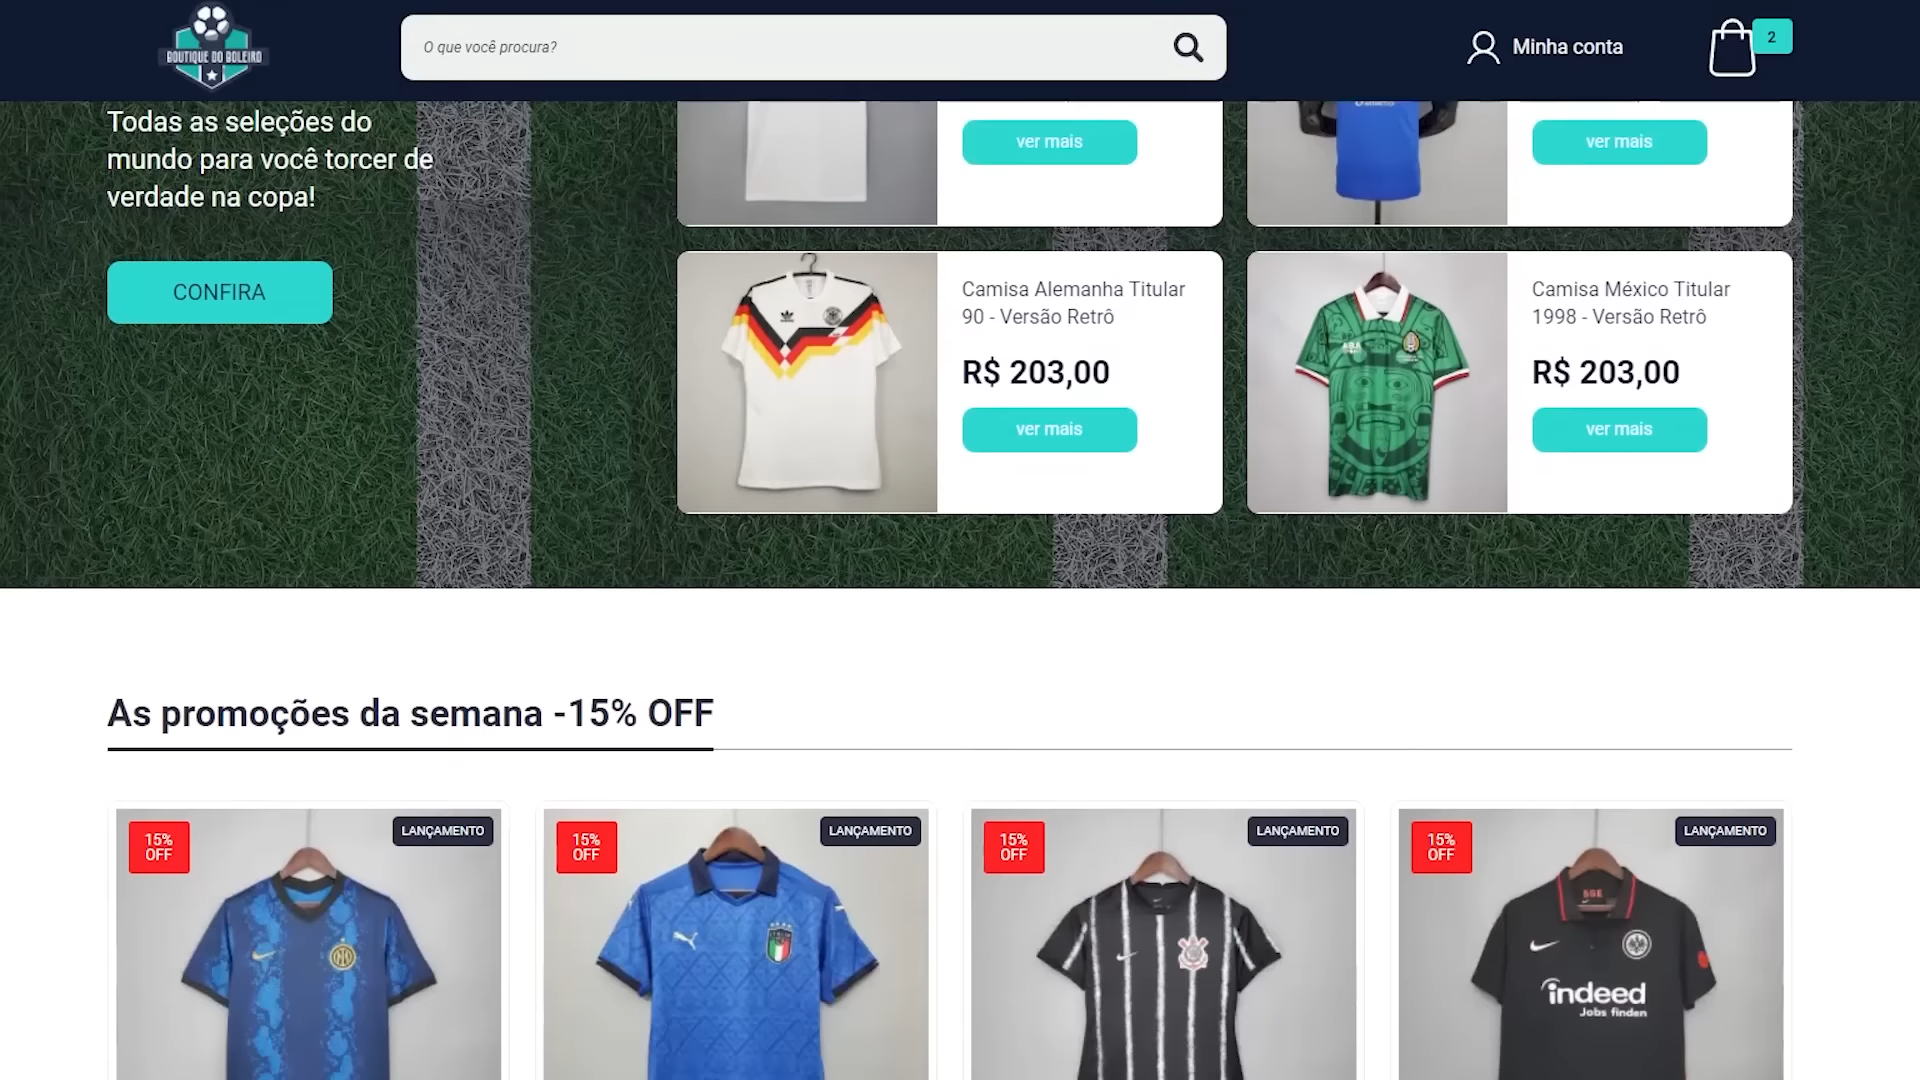 BOUTIQUE DO BOLEIRO
O que você procura?
Minha conta
2
Todas as seleções do
mundo para você torcer de
verdade na copa!
CONFIRA
ver mais
ver mais
Camisa Alemanha Titular
90 - Versão Retrô
R$ 203,00
ver mais
Camisa México Titular
1998 - Versão Retrô
R$ 203,00
ver mais
As promoções da semana -15% OFF
15%
OFF
LANÇAMENTO
15%
OFF
LANÇAMENTO
15%
OFF
LANÇAMENTO
15%
OFF
LANÇAMENTO
SGE
indeed
Jobs finden